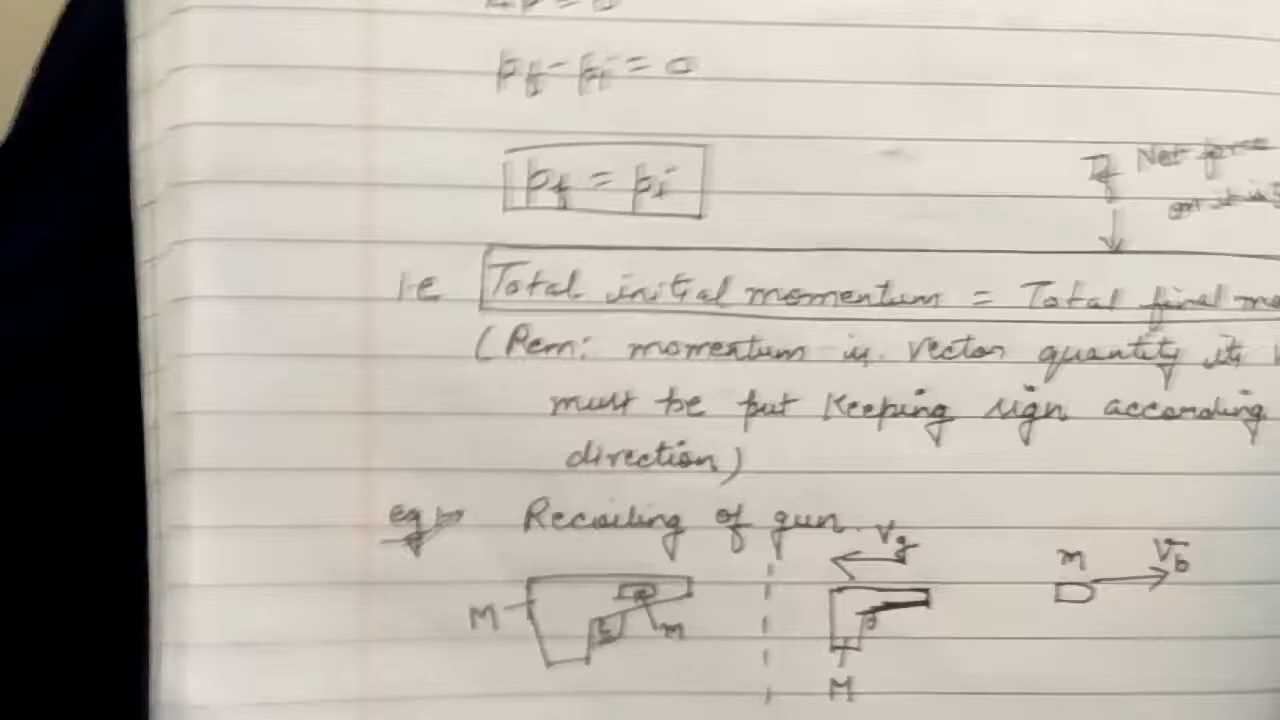 pf - pi = 0
pf = pi
Net force
i.e Total initial momentum = Total final
(Rem: momentum is vector quantity its
must be put keeping sign according
direction)
eg Recoiling of gun.
Vg
m
Vb
M
m
M